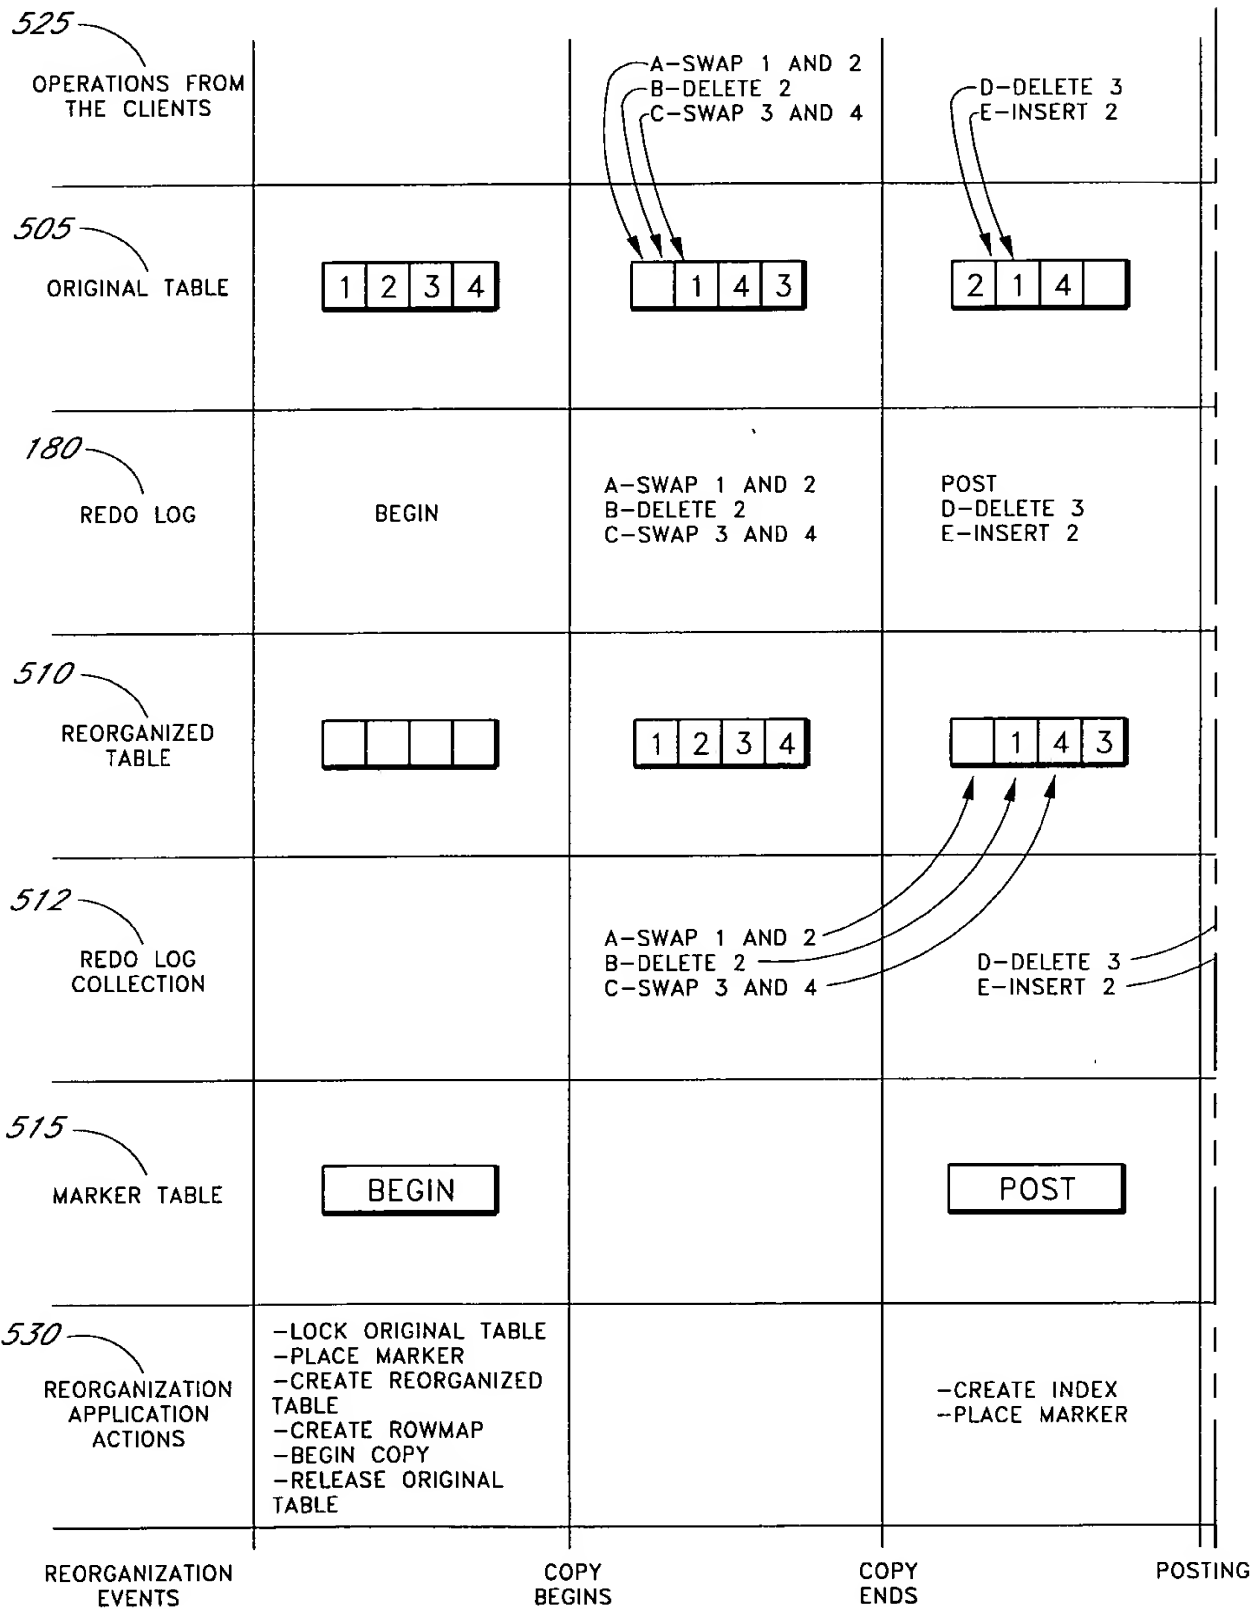 525
OPERATIONS FROM
THE CLIENTS
A-SWAP 1 AND 2
B-DELETE 2
C-SWAP 3 AND 4
D-DELETE 3
E-INSERT 2
505
ORIGINAL TABLE
1 2 3 4
1 4 3
2 1 4
180
REDO LOG
BEGIN
A-SWAP 1 AND 2
B-DELETE 2
C-SWAP 3 AND 4
POST
D-DELETE 3
E-INSERT 2
510
REORGANIZED
TABLE
1 2 3 4
1 4 3
512
REDO LOG
COLLECTION
A-SWAP 1 AND 2
B-DELETE 2
C-SWAP 3 AND 4
D-DELETE 3
E-INSERT 2
515
MARKER TABLE
BEGIN
POST
530
REORGANIZATION
APPLICATION
ACTIONS
-LOCK ORIGINAL TABLE
-PLACE MARKER
-CREATE REORGANIZED
TABLE
-CREATE ROWMAP
-BEGIN COPY
-RELEASE ORIGINAL
TABLE
-CREATE INDEX
-PLACE MARKER
REORGANIZATION
EVENTS
COPY
BEGINS
COPY
ENDS
POSTING